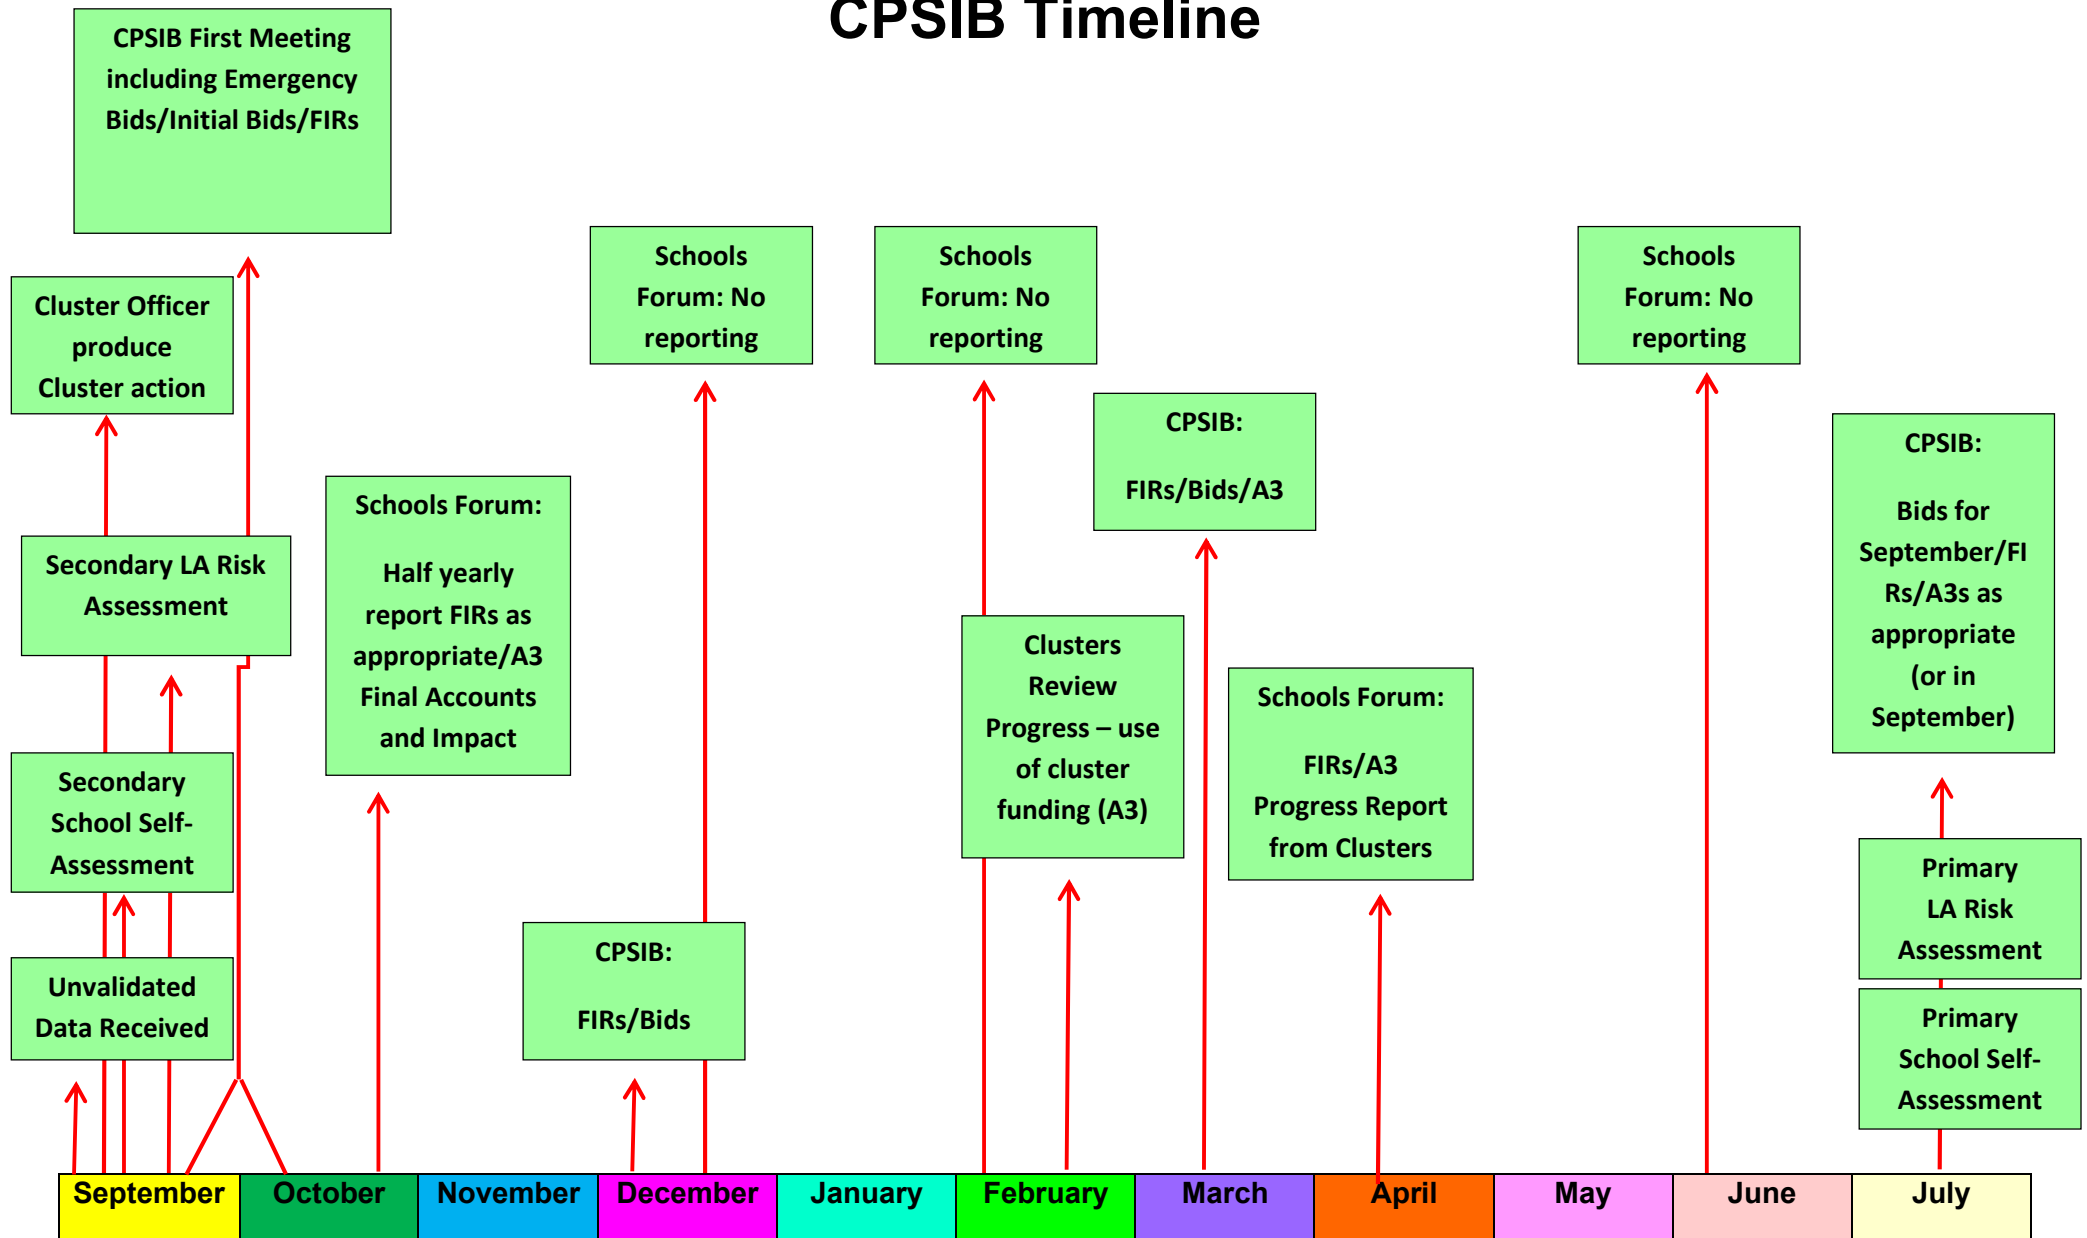 CPSIB Timeline
CPSIB First Meeting
including Emergency
Bids/Initial Bids/FIRs
Cluster Officer
produce
Cluster action
Secondary LA Risk
Assessment
Secondary
School Self-
Assessment
Unvalidated
Data Received
Schools Forum:
Half yearly
report FIRs as
appropriate/A3
Final Accounts
and Impact
Schools
Forum: No
reporting
CPSIB:
FIRs/Bids
Schools
Forum: No
reporting
Clusters
Review
Progress – use
of cluster
funding (A3)
CPSIB:
FIRs/Bids/A3
Schools Forum:
FIRs/A3
Progress Report
from Clusters
Schools
Forum: No
reporting
CPSIB:
Bids for
September/FI
Rs/A3s as
appropriate
(or in
September)
Primary
LA Risk
Assessment
Primary
School Self-
Assessment
September October November December January February March April May June July